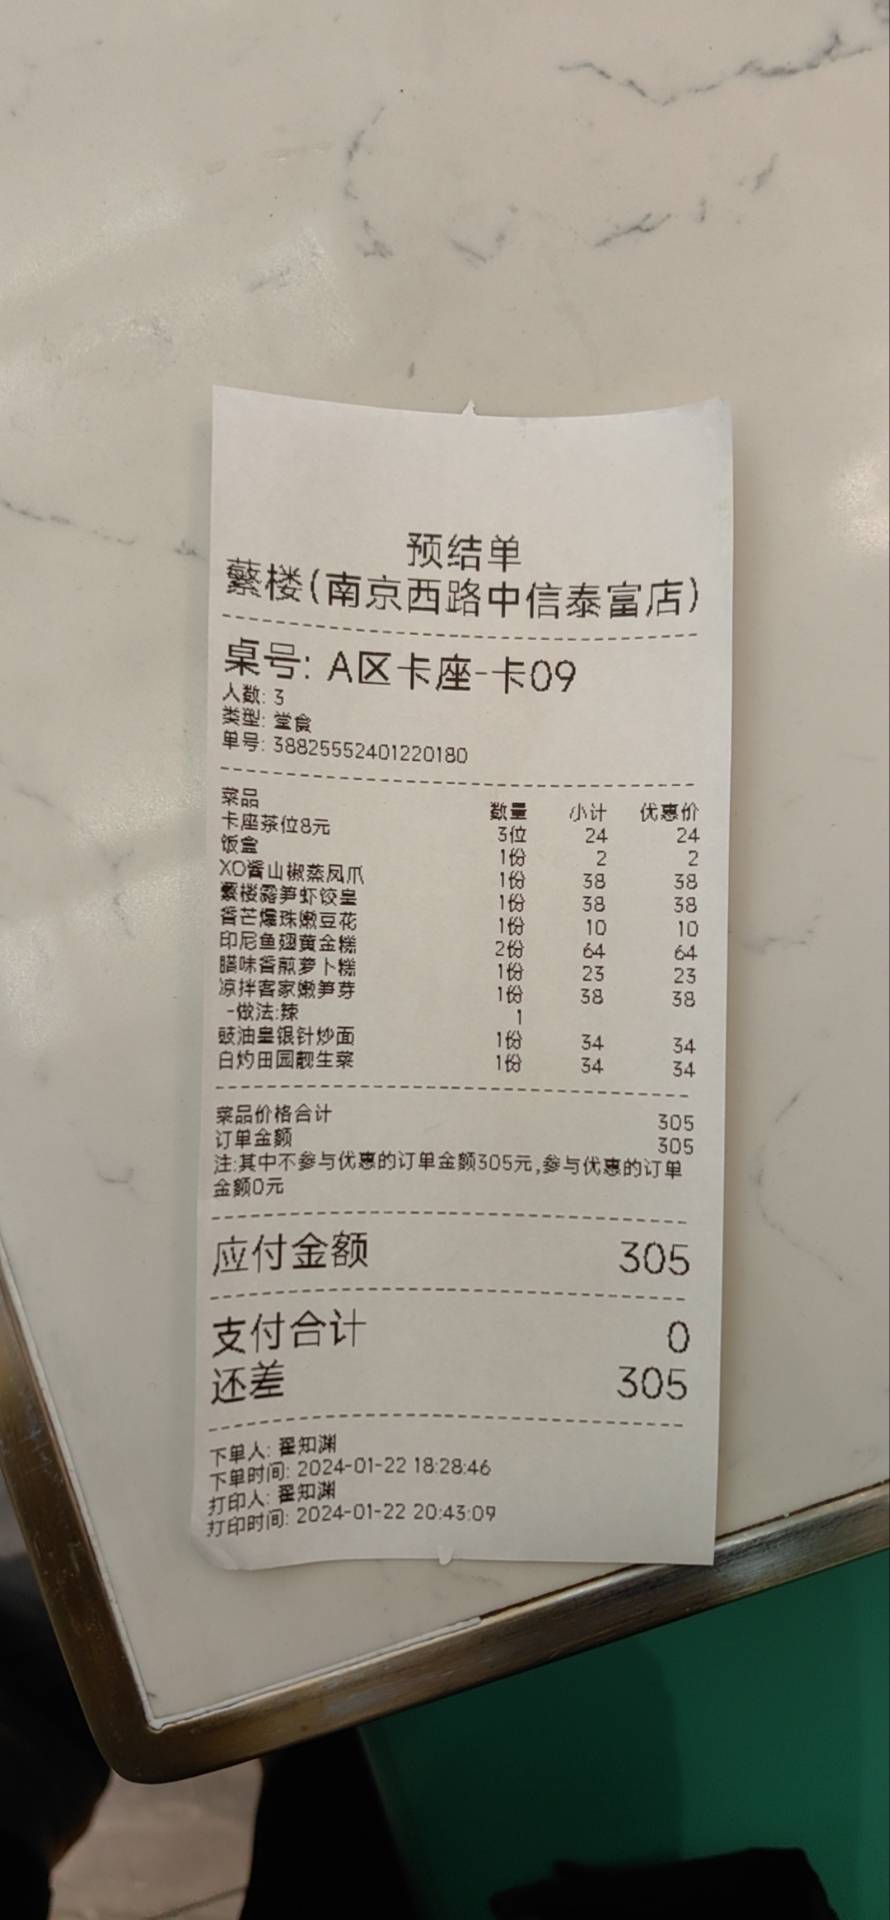 预结单
蘩楼(南京西路中信泰富店)
桌号: A区卡座-卡09
人数: 3
类型: 堂食
单号: 38825552401220180
菜品 数量 小计 优惠价
卡座茶位8元 3位 24 24
饭盒 1份 2 2
XO酱山椒蒸凤爪 1份 38 38
蘩楼露笋虾饺皇 1份 38 38
香芒爆珠嫩豆花 1份 10 10
印尼鱼翅黄金糕 2份 64 64
腊味香煎萝卜糕 1份 23 23
凉拌客家嫩笋芽 1份 38 38
-做法:辣 1
豉油皇银针炒面 1份 34 34
白灼田园靓生菜 1份 34 34
菜品价格合计 305
订单金额 305
注:其中不参与优惠的订单金额305元,参与优惠的订单
金额0元
应付金额 305
支付合计 0
还差 305
下单人: 翟知渊
下单时间: 2024-01-22 18:28:46
打印人: 翟知渊
打印时间: 2024-01-22 20:43:09